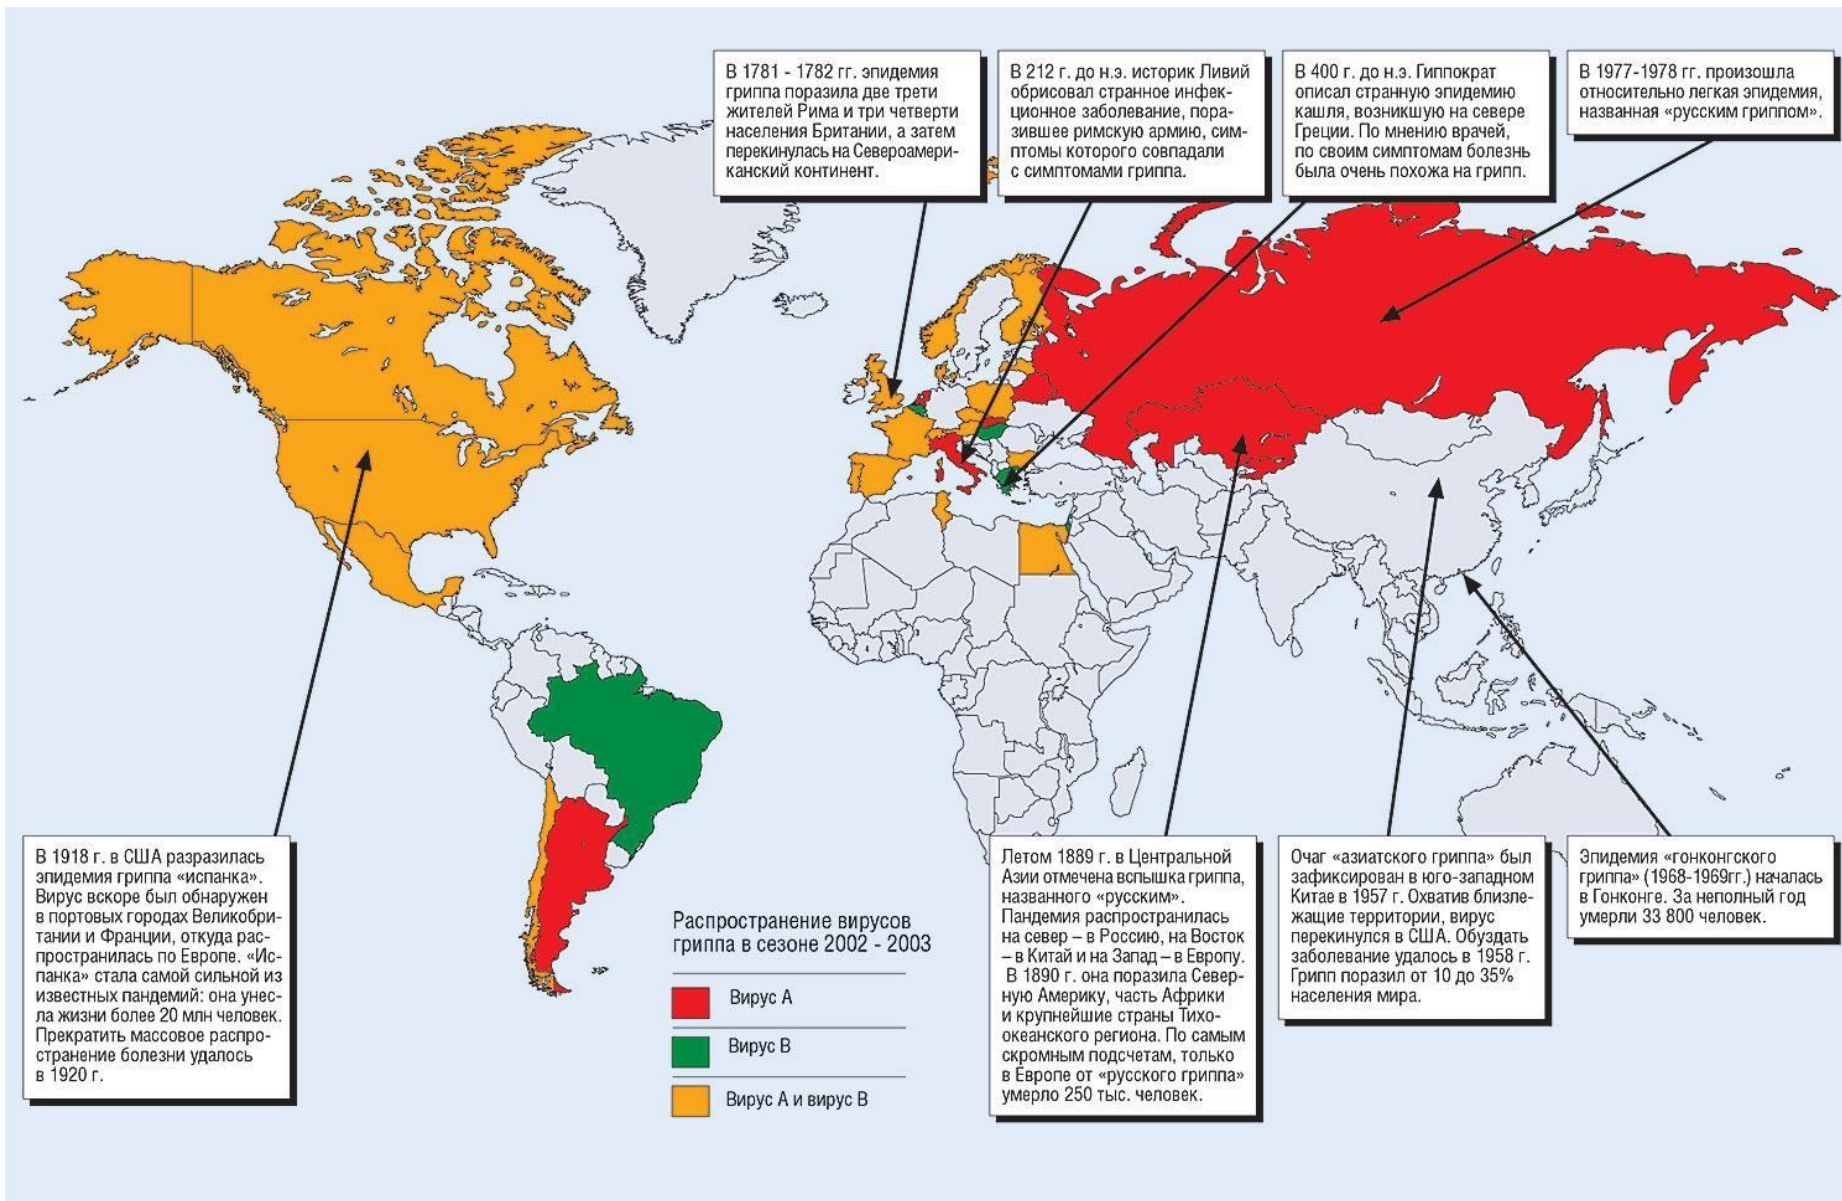 В 1781 - 1782 гг. эпидемия
гриппа поразила две трети
жителей Рима и три четверти
населения Британии, а затем
перекинулась на Североамери-
канский континент.
В 212 г. до н.э. историк Ливий
обрисовал странное инфек-
ционное заболевание, пора-
зившее римскую армию, сим-
птомы которого совпадали
с симптомами гриппа.
В 400 г. до н.э. Гиппократ
описал странную эпидемию
кашля, возникшую на севере
Греции. По мнению врачей,
по своим симптомам болезнь
была очень похожа на грипп.
В 1977-1978 гг. произошла
относительно легкая эпидемия,
названная «русским гриппом».
В 1918 г. в США разразилась
эпидемия гриппа «испанка».
Вирус вскоре был обнаружен
в портовых городах Великобри-
тании и Франции, откуда рас-
пространилась по Европе. «Ис-
панка» стала самой сильной из
известных пандемий: она унес-
ла жизни более 20 млн человек.
Прекратить массовое распро-
странение болезни удалось
в 1920 г.
Распространение вирусов
гриппа в сезоне 2002 - 2003
Вирус А
Вирус В
Вирус А и вирус В
Летом 1889 г. в Центральной
Азии отмечена вспышка гриппа,
названного «русским».
Пандемия распространилась
на север – в Россию, на Восток
– в Китай и на Запад – в Европу.
В 1890 г. она поразила Север-
ную Америку, часть Африки
и крупнейшие страны Тихо-
океанского региона. По самым
скромным подсчетам, только
в Европе от «русского гриппа»
умерло 250 тыс. человек.
Очаг «азиатского гриппа» был
зафиксирован в юго-западном
Китае в 1957 г. Охватив близле-
жащие территории, вирус
перекинулся в США. Обуздать
заболевание удалось в 1958 г.
Грипп поразил от 10 до 35%
населения мира.
Эпидемия «гонконгского
гриппа» (1968-1969гг.) началась
в Гонконге. За неполный год
умерли 33 800 человек.